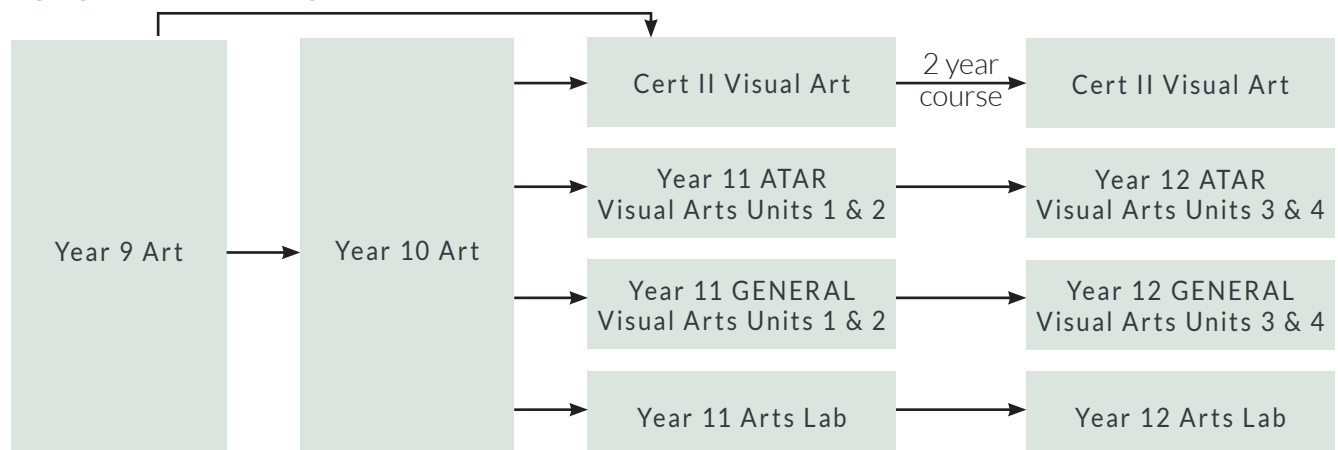 Year 9 Art
Year 10 Art
Cert II Visual Art
2 year
course
Cert II Visual Art
Year 11 ATAR
Visual Arts Units 1 & 2
Year 12 ATAR
Visual Arts Units 3 & 4
Year 11 GENERAL
Visual Arts Units 1 & 2
Year 12 GENERAL
Visual Arts Units 3 & 4
Year 11 Arts Lab
Year 12 Arts Lab